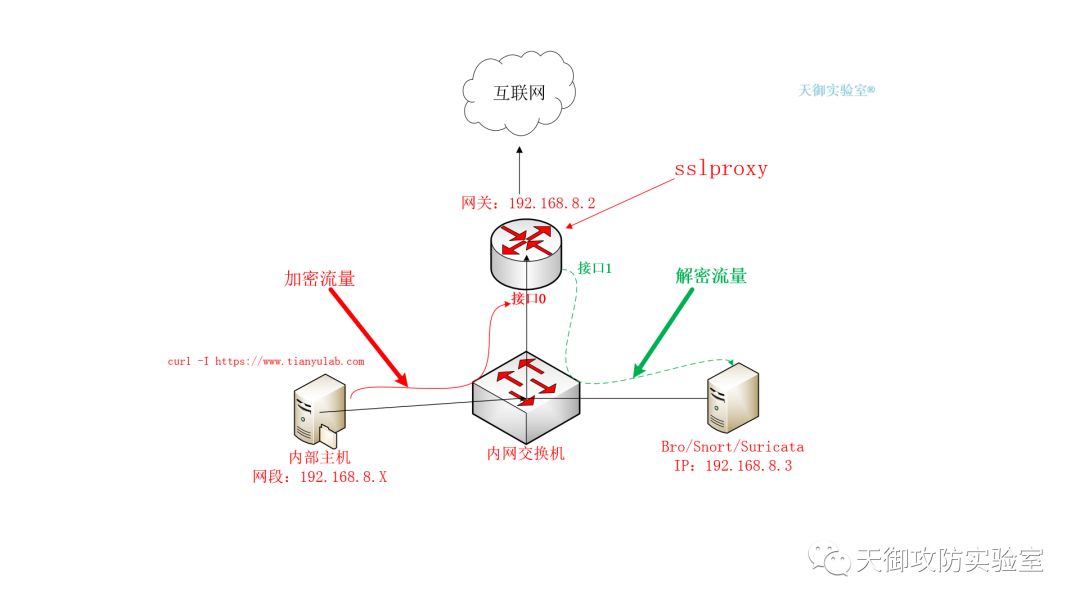 互联网
天御实验室®
sslproxy
网关：192.168.8.2
接口1
加密流量
解密流量
接口0
curl -I https://www.tianyulab.com
内部主机
网段：192.168.8.X
内网交换机
Bro/Snort/Suricata
IP：192.168.8.3
天御攻防实验室